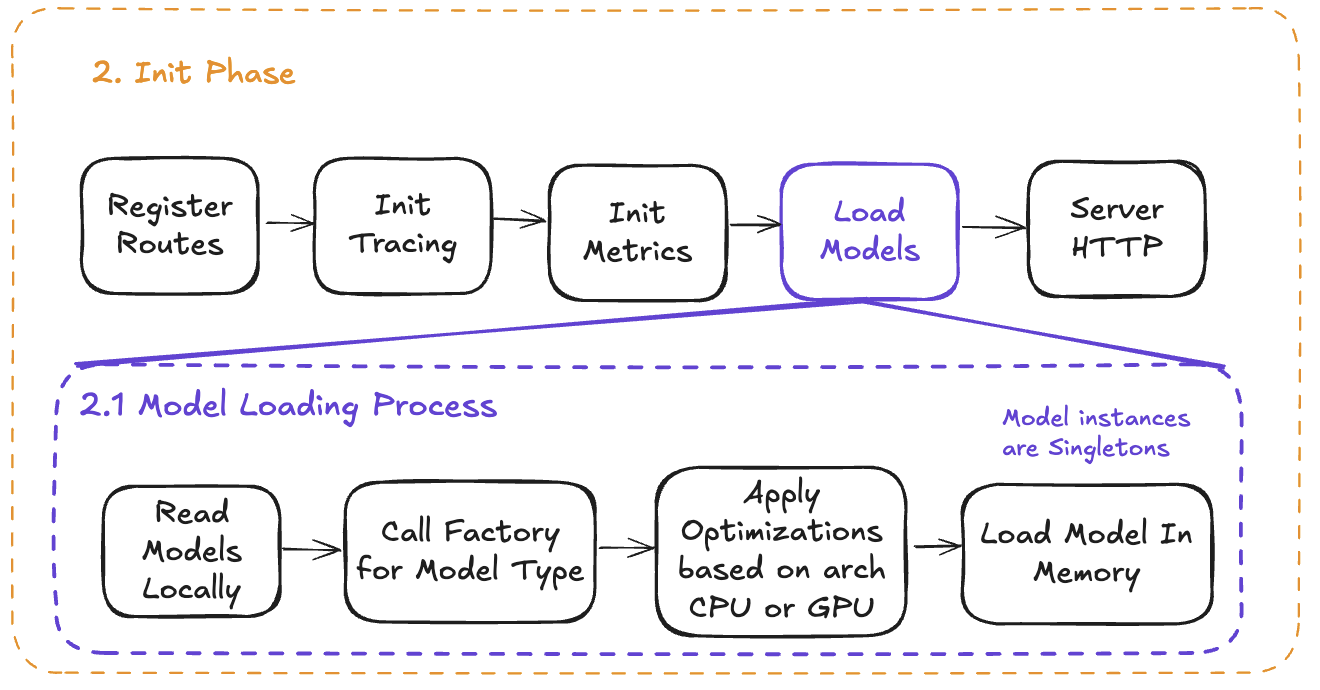 2. Init Phase
Register
Routes
Init
Tracing
Init
Metrics
Load
Models
Server
HTTP
2.1 Model Loading Process
Model instances
are Singletons
Read
Models
Locally
Call Factory
for Model Type
Apply
Optimizations
based on arch
CPU or GPU
Load Model In
Memory